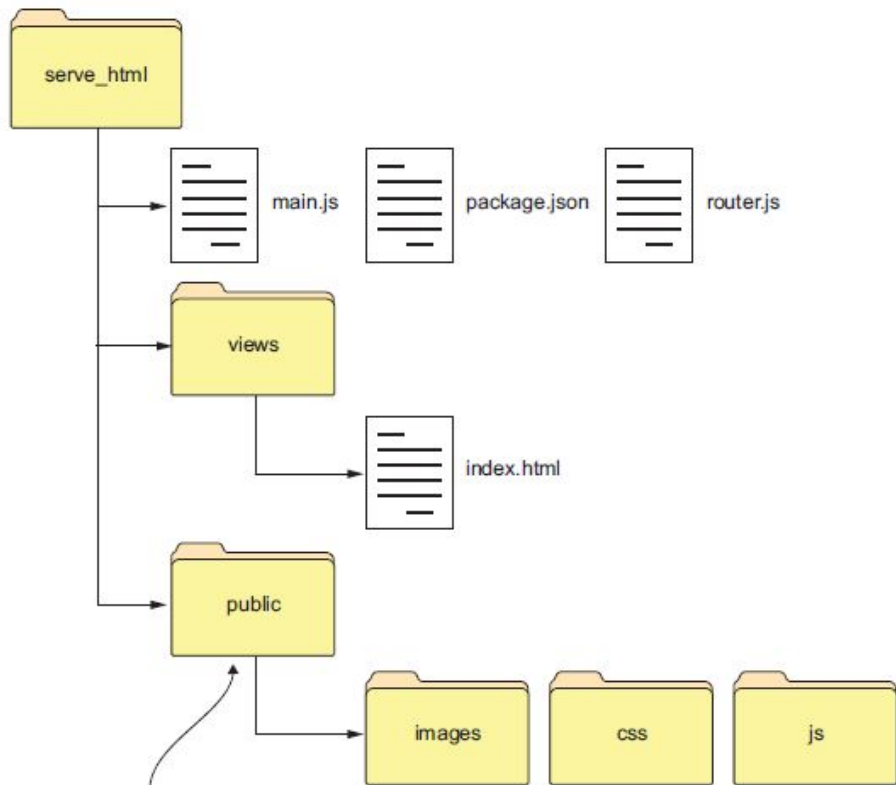 serve_html
main.js package.json router.js
views
index.html
public
images css js